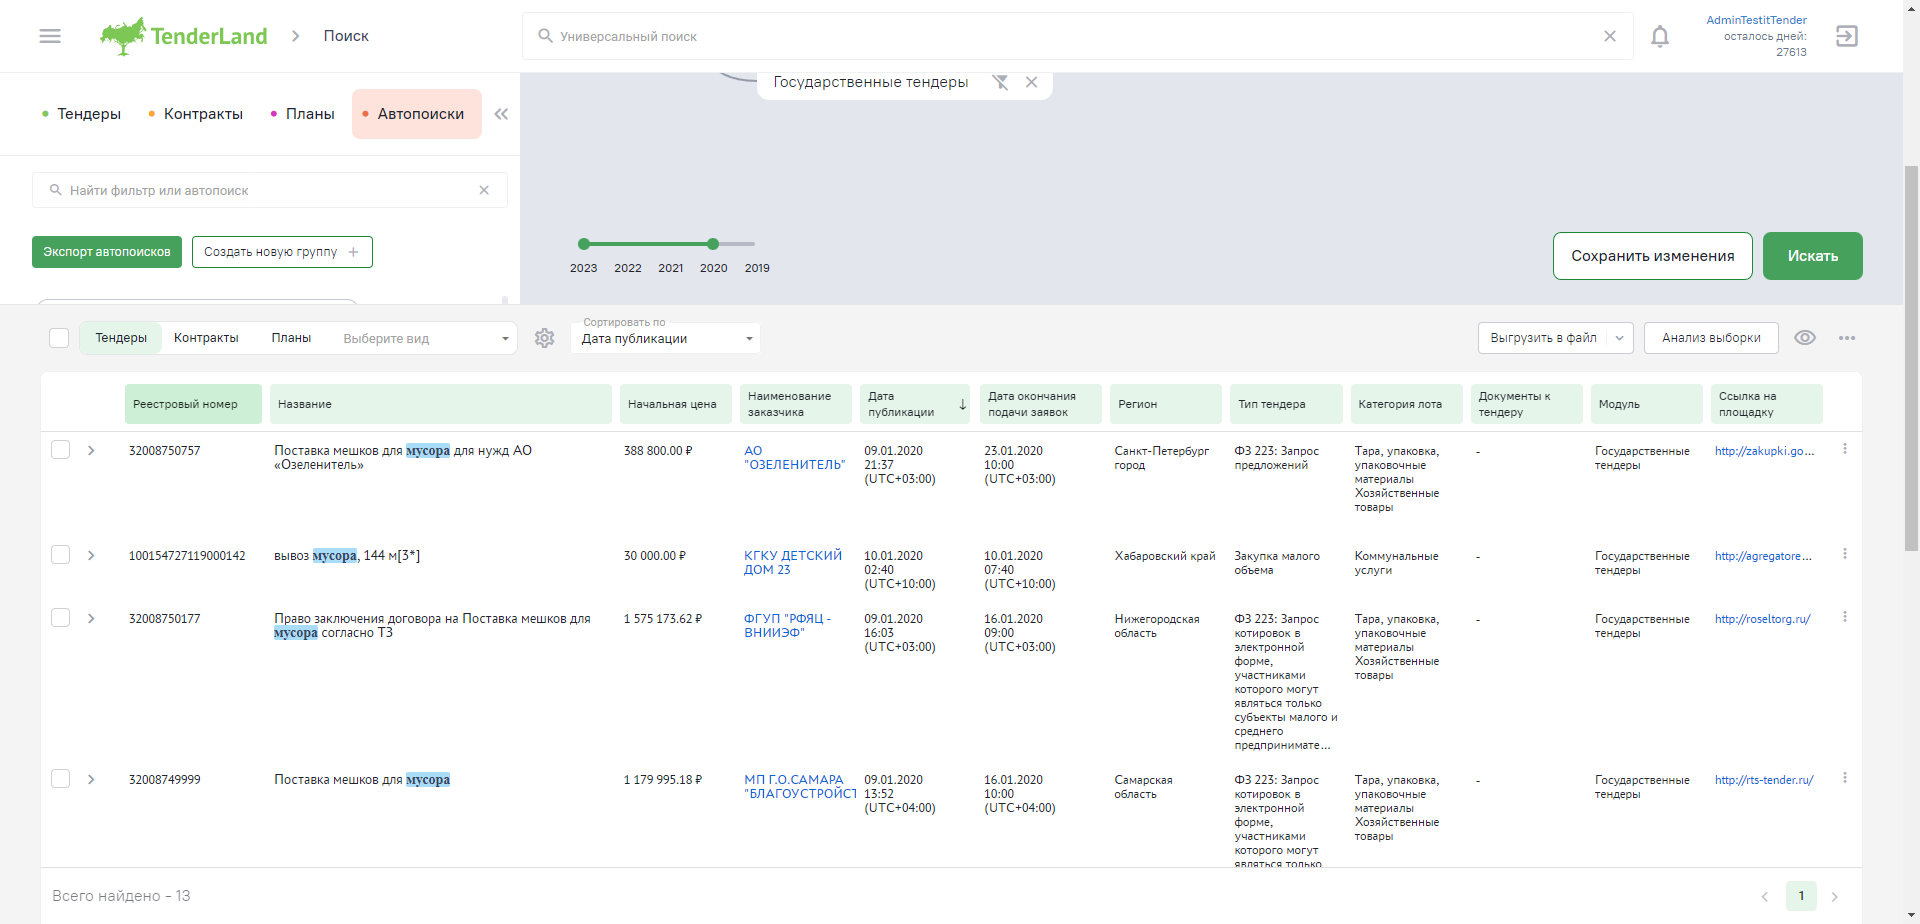 TenderLand
Поиск
Универсальный поиск
AdminTestitTender
осталось дней:
27613
Тендеры
Контракты
Планы
Автопоиски
Государственные тендеры
Найти фильтр или автопоиск
Экспорт автопоисков
Создать новую группу
2023 2022 2021 2020 2019
Сохранить изменения
Искать
Тендеры Контракты Планы Выберите вид
Сортировать по
Дата публикации
Выгрузить в файл
Анализ выборки
Реестровый номер
Название
Начальная цена
Наименование
заказчика
Дата
публикации
Дата окончания
подачи заявок
Регион
Тип тендера
Категория лота
Документы к
тендеру
Модуль
Ссылка на
площадку
32008750757
Поставка мешков для мусора для нужд АО
«Озеленитель»
388 800.00 ₽
АО
"ОЗЕЛЕНИТЕЛЬ"
09.01.2020
21:37
(UTC+03:00)
23.01.2020
10:00
(UTC+03:00)
Санкт-Петербург
город
ФЗ 223: Запрос
предложений
Тара, упаковка,
упаковочные
материалы
Хозяйственные
товары
-
Государственные
тендеры
http://zakupki.go...
100154727119000142
вывоз мусора, 144 м[3*]
30 000.00 ₽
КГКУ ДЕТСКИЙ
ДОМ 23
10.01.2020
02:40
(UTC+10:00)
10.01.2020
07:40
(UTC+10:00)
Хабаровский край
Закупка малого
объема
Коммунальные
услуги
-
Государственные
тендеры
http://agregatore...
32008750177
Право заключения договора на Поставка мешков для
мусора согласно ТЗ
1 575 173.62 ₽
ФГУП "РФЯЦ -
ВНИИЭФ"
09.01.2020
16:03
(UTC+03:00)
16.01.2020
09:00
(UTC+03:00)
Нижегородская
область
ФЗ 223: Запрос
котировок в
электронной
форме,
участниками
которого могут
являться только
субъекты малого и
среднего
предпринимате...
Тара, упаковка,
упаковочные
материалы
Хозяйственные
товары
-
Государственные
тендеры
http://roseltorg.ru/
32008749999
Поставка мешков для мусора
1 179 995.18 ₽
МП Г.О.САМАРА
"БЛАГОУСТРОЙСТ
09.01.2020
13:52
(UTC+04:00)
16.01.2020
10:00
(UTC+04:00)
Самарская
область
ФЗ 223: Запрос
котировок в
электронной
форме,
участниками
которого могут
являться только
Тара, упаковка,
упаковочные
материалы
Хозяйственные
товары
-
Государственные
тендеры
http://rts-tender.ru/
Всего найдено - 13
1